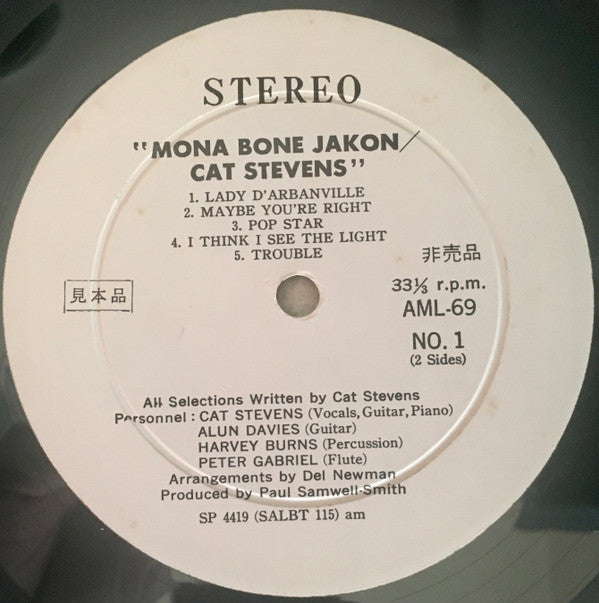 STEREO
"MONA BONE JAKON/
CAT STEVENS"
1. LADY D'ARBANVILLE
2. MAYBE YOU'RE RIGHT
3. POP STAR
4. I THINK I SEE THE LIGHT
5. TROUBLE
非売品
見本品
33⅓ r.p.m.
AML-69
NO. 1
(2 Sides)
All Selections Written by Cat Stevens
Personnel : CAT STEVENS (Vocals, Guitar, Piano)
ALUN DAVIES (Guitar)
HARVEY BURNS (Percussion)
PETER GABRIEL (Flute)
Arrangements by Del Newman
Produced by Paul Samwell-Smith
SP 4419 (SALBT 115) am